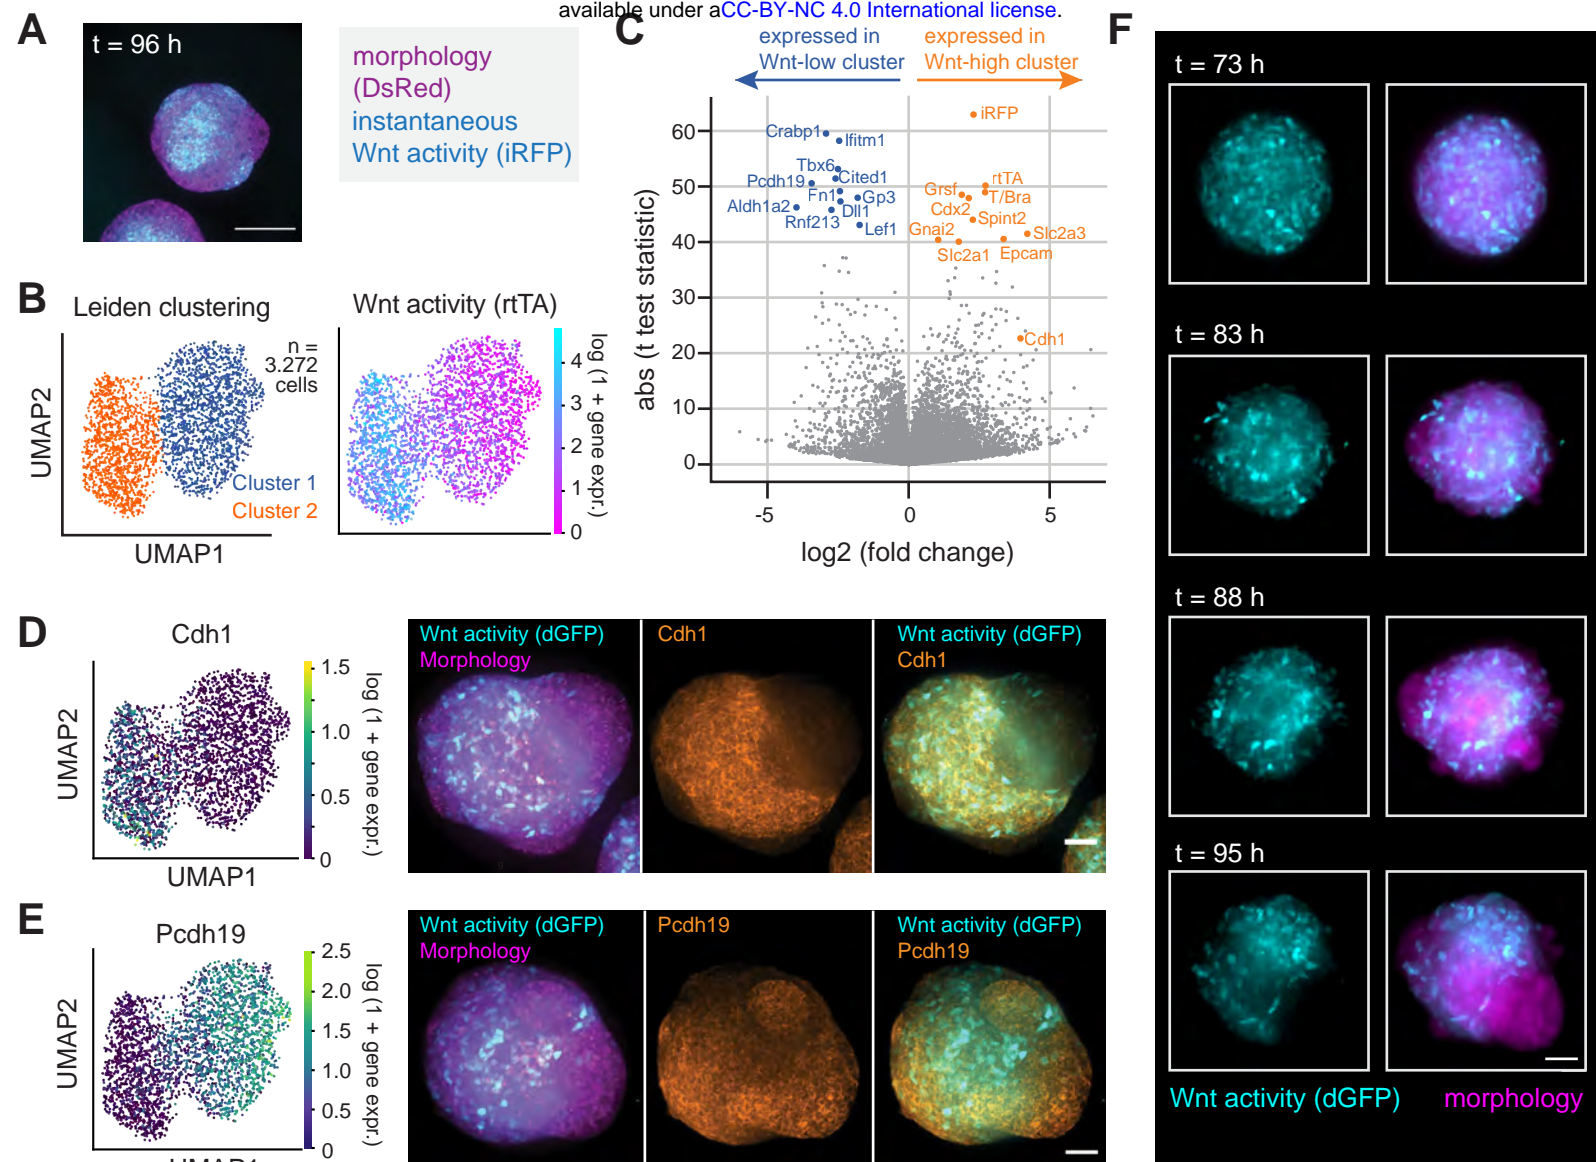 available under aCC-BY-NC 4.0 International license.
A
t = 96 h
morphology
(DsRed)
instantaneous
Wnt activity (iRFP)
B
Leiden clustering
n =
3.272
cells
Cluster 1
Cluster 2
UMAP2
UMAP1
Wnt activity (rtTA)
4
3
2
1
0
log (1 + gene expr.)
C
expressed in
Wnt-low cluster
expressed in
Wnt-high cluster
abs (t test statistic)
60
50
40
30
20
10
0
-5
0
5
log2 (fold change)
iRFP
Crabp1
Ifitm1
Tbx6
Cited1
Pcdh19
Fn1
Gp3
Aldh1a2
Dll1
Rnf213
Lef1
rtTA
Grsf
T/Bra
Cdx2
Spint2
Gnai2
Slc2a3
Slc2a1
Epcam
Cdh1
D
Cdh1
UMAP2
UMAP1
1.5
1.0
0.5
0
log (1 + gene expr.)
Wnt activity (dGFP)
Morphology
Cdh1
Wnt activity (dGFP)
Cdh1
E
Pcdh19
UMAP2
UMAP1
2.5
2.0
1.5
1.0
0.5
0
log (1 + gene expr.)
Wnt activity (dGFP)
Morphology
Pcdh19
Wnt activity (dGFP)
Pcdh19
F
t = 73 h
t = 83 h
t = 88 h
t = 95 h
Wnt activity (dGFP)
morphology